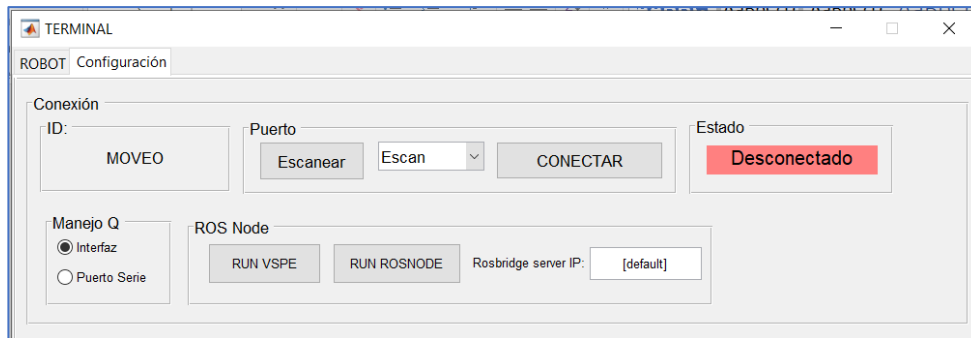 TERMINAL
ROBOT Configuración
Conexión
ID: Puerto Estado
MOVEO Escanear Escan CONECTAR Desconectado
Manejo Q ROS Node
Interfaz
RUN VSPE RUN ROSNODE Rosbridge server IP: [default]
Puerto Serie